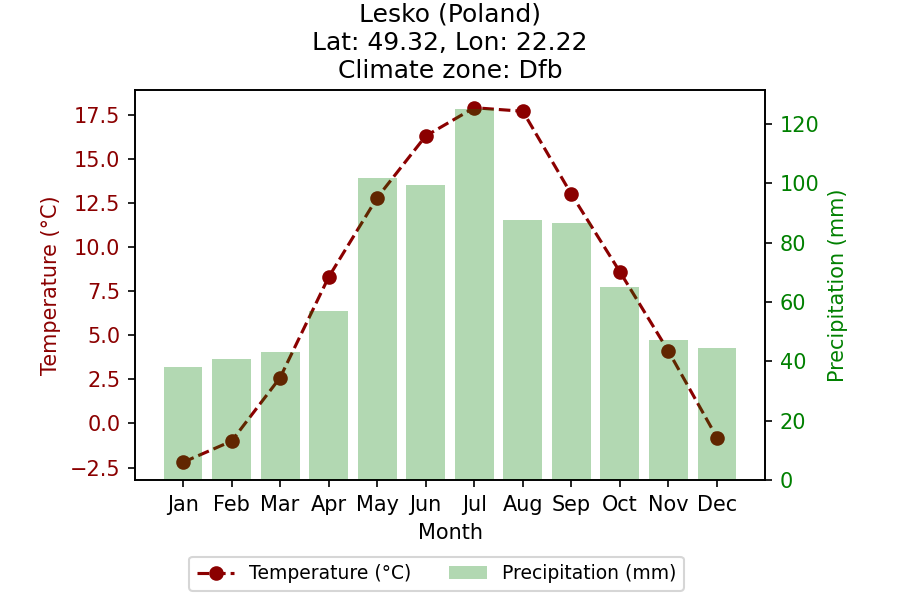 Lesko (Poland)
Lat: 49.32, Lon: 22.22
Climate zone: Dfb
Temperature (°C)
17.5
15.0
12.5
10.0
7.5
5.0
2.5
0.0
−2.5
120
100
80
60
40
20
0
Precipitation (mm)
Jan Feb Mar Apr May Jun Jul Aug Sep Oct Nov Dec
Month
Temperature (°C) Precipitation (mm)